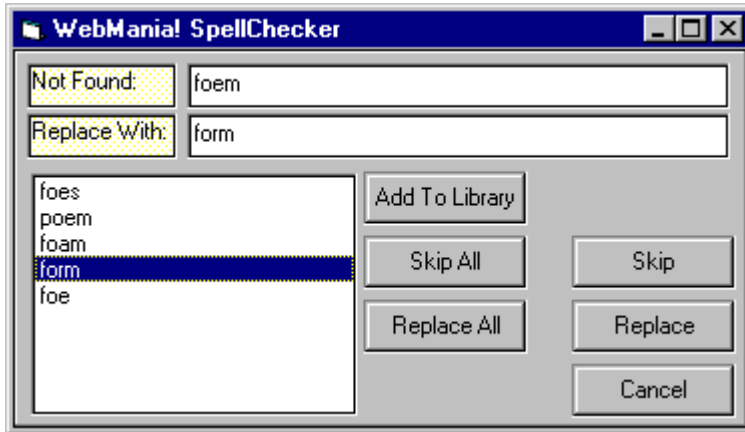 WebMania! SpellChecker
Not Found: foem
Replace With: form
foes
poem
foam
form
foe
Add To Library
Skip All
Skip
Replace All
Replace
Cancel